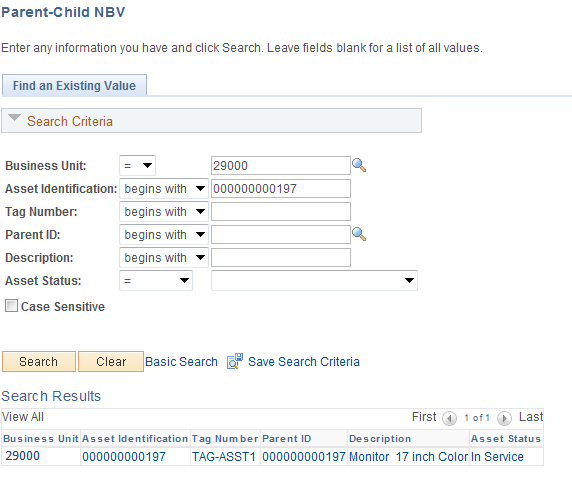 Parent-Child NBV
Enter any information you have and click Search. Leave fields blank for a list of all values.
Find an Existing Value
Search Criteria
Business Unit: = 29000
Asset Identification: begins with 000000000197
Tag Number: begins with
Parent ID: begins with
Description: begins with
Asset Status: =
Case Sensitive
Search Clear Basic Search Save Search Criteria
Search Results
View All First 1 of 1 Last
Business Unit Asset Identification Tag Number Parent ID Description Asset Status
29000 000000000197 TAG-ASST1 000000000197 Monitor 17 inch Color In Service